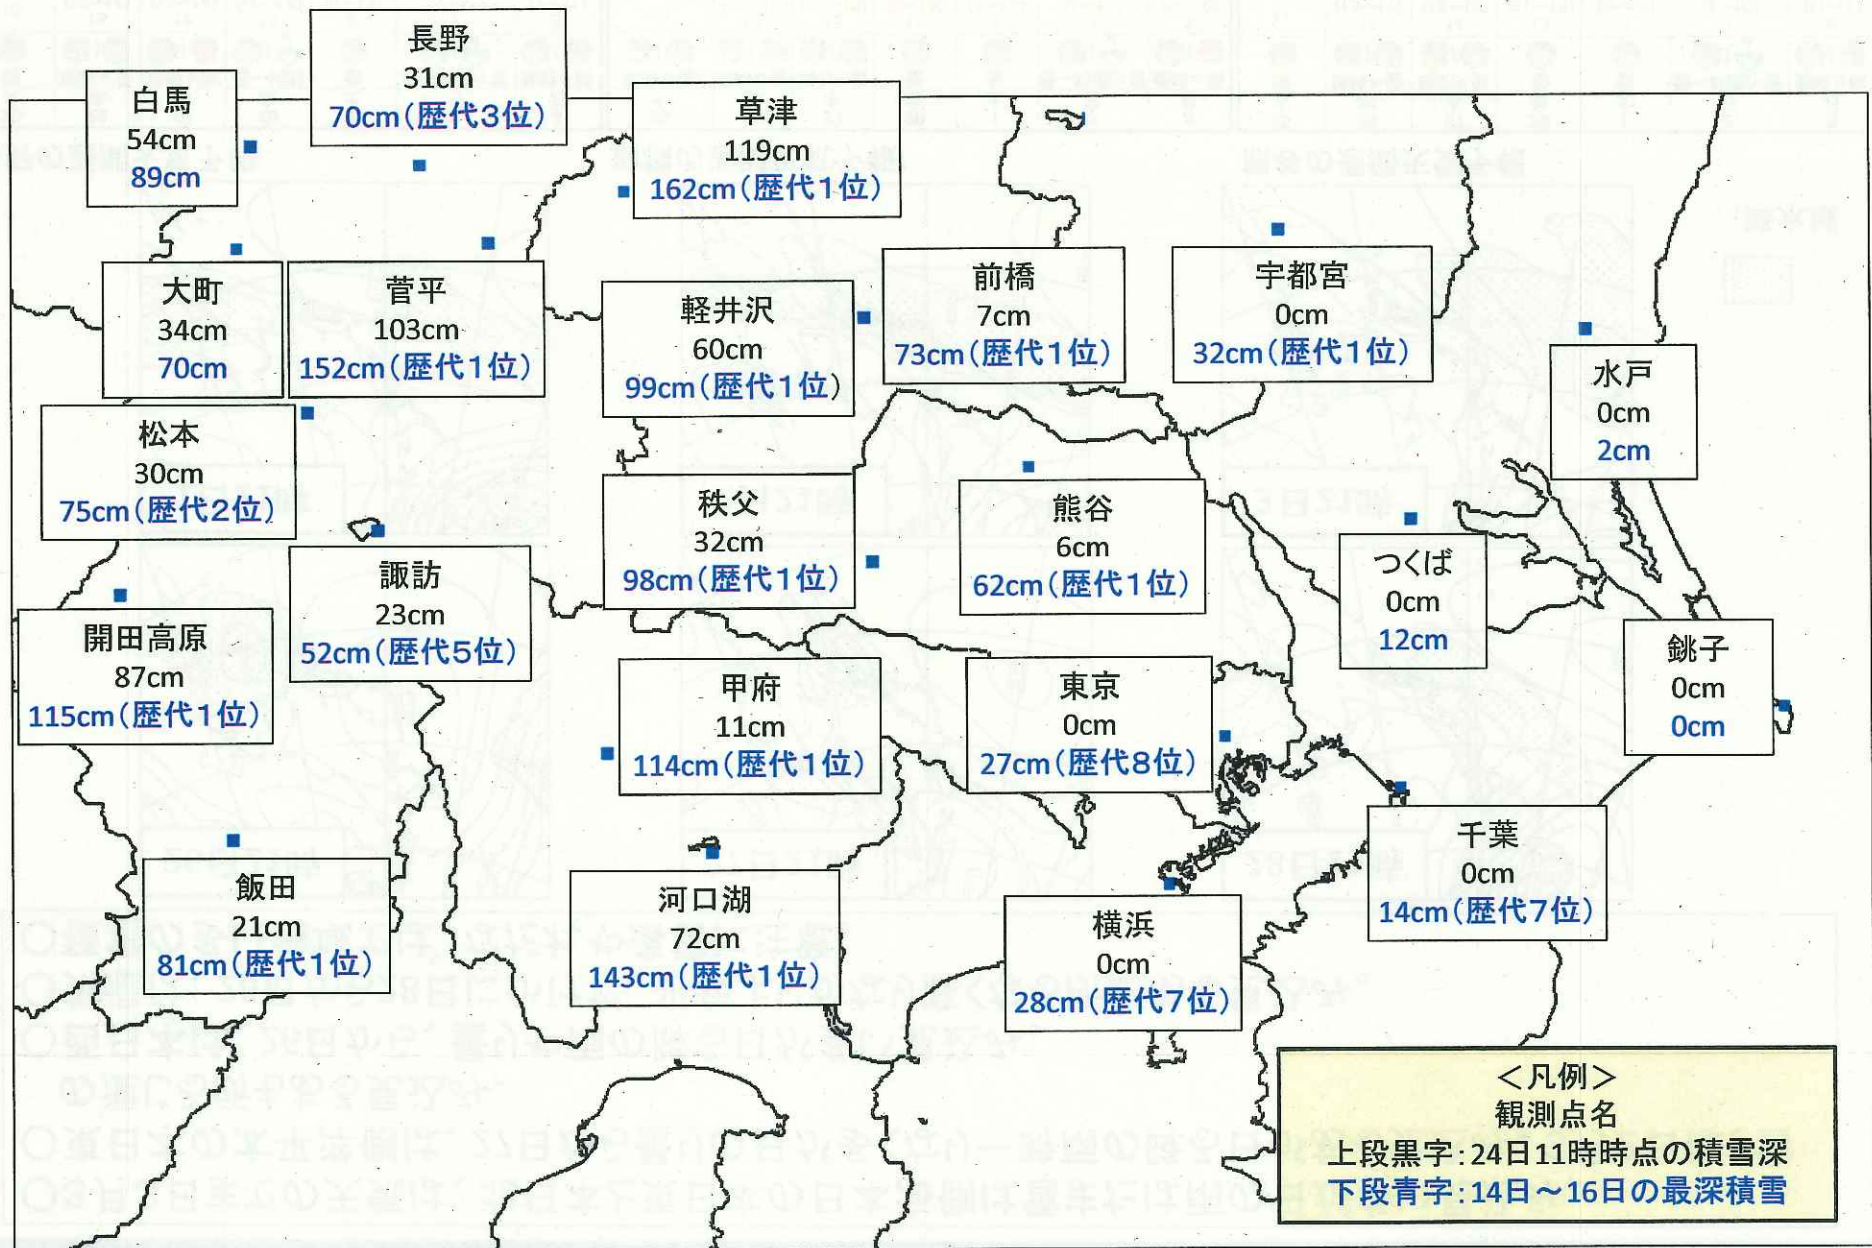 長野
31cm
70cm(歴代3位)
白馬
54cm
89cm
草津
119cm
162cm(歴代1位)
大町
34cm
70cm
菅平
103cm
152cm(歴代1位)
軽井沢
60cm
99cm(歴代1位)
前橋
7cm
73cm(歴代1位)
宇都宮
0cm
32cm(歴代1位)
水戸
0cm
2cm
松本
30cm
75cm(歴代2位)
秩父
32cm
98cm(歴代1位)
熊谷
6cm
62cm(歴代1位)
つくば
0cm
12cm
諏訪
23cm
52cm(歴代5位)
開田高原
87cm
115cm(歴代1位)
甲府
11cm
114cm(歴代1位)
東京
0cm
27cm(歴代8位)
銚子
0cm
0cm
千葉
0cm
14cm(歴代7位)
飯田
21cm
81cm(歴代1位)
河口湖
72cm
143cm(歴代1位)
横浜
0cm
28cm(歴代7位)
<凡例>
観測点名
上段黒字:24日11時時点の積雪深
下段青字:14日～16日の最深積雪